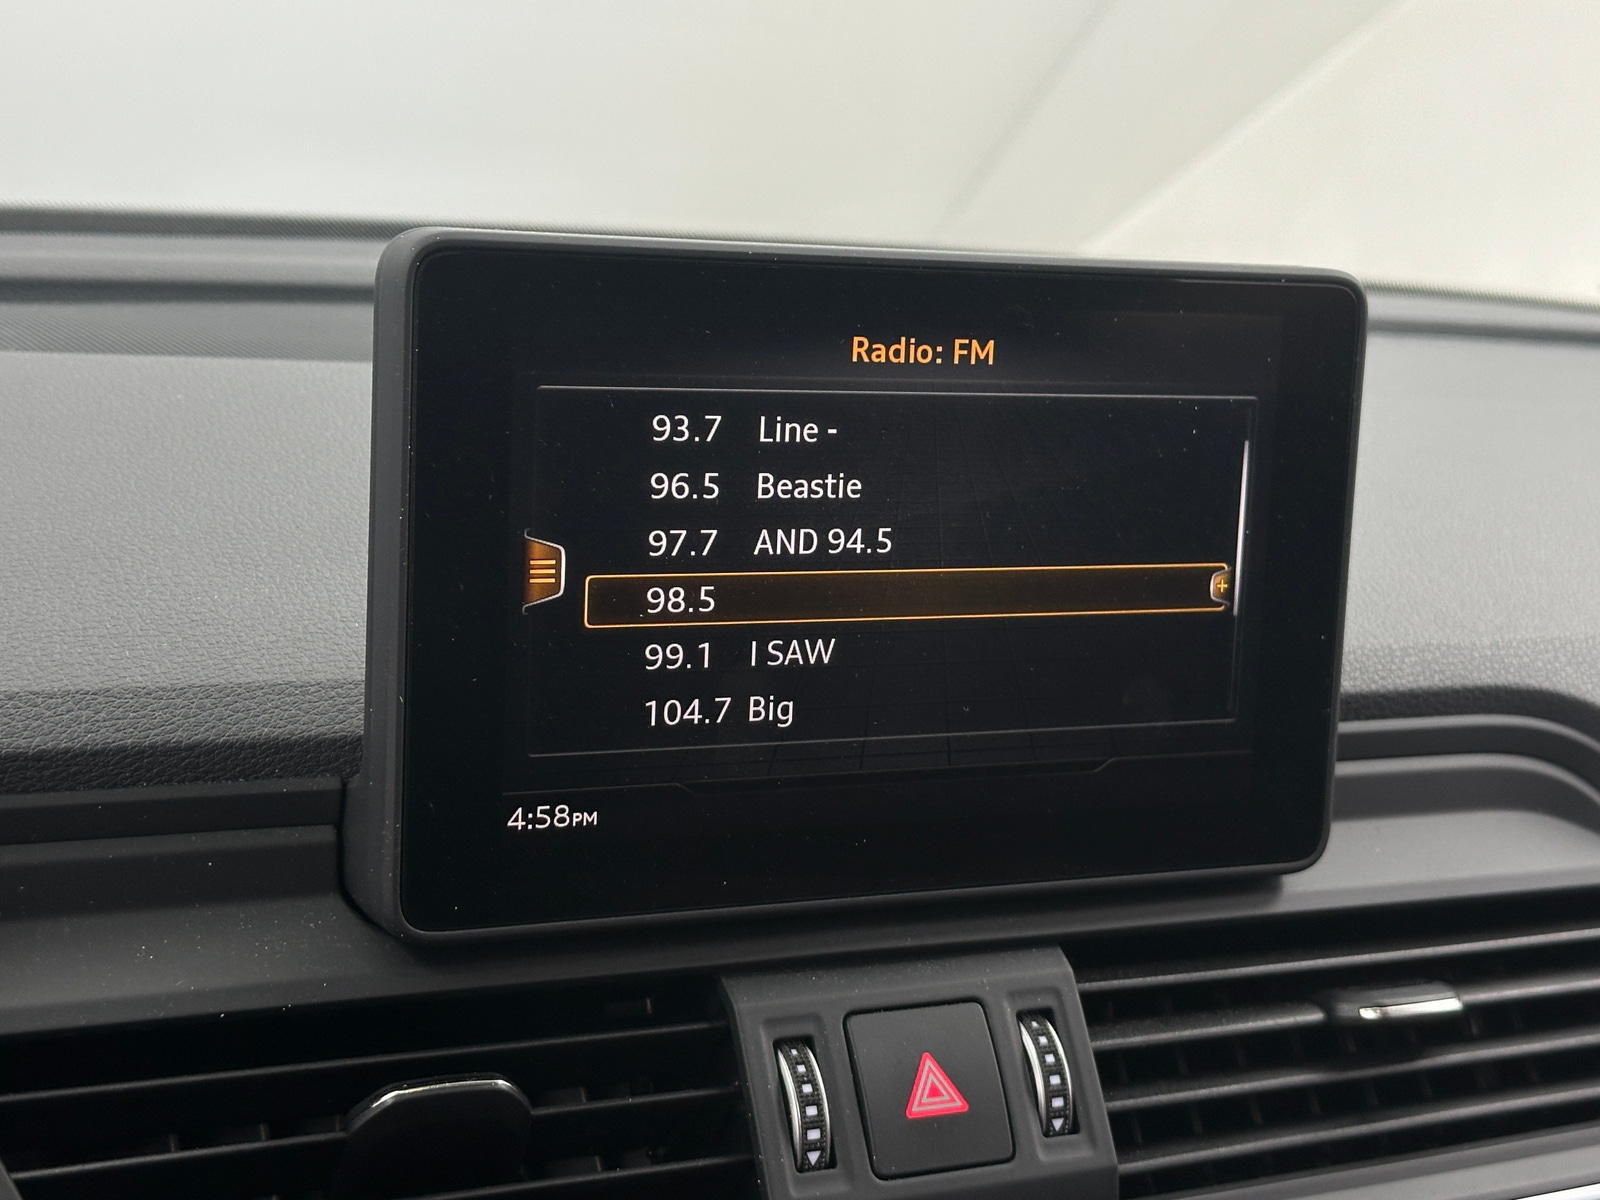 Radio: FM
93.7 Line -
96.5 Beastie
97.7 AND 94.5
98.5
99.1 I SAW
104.7 Big
4:58PM